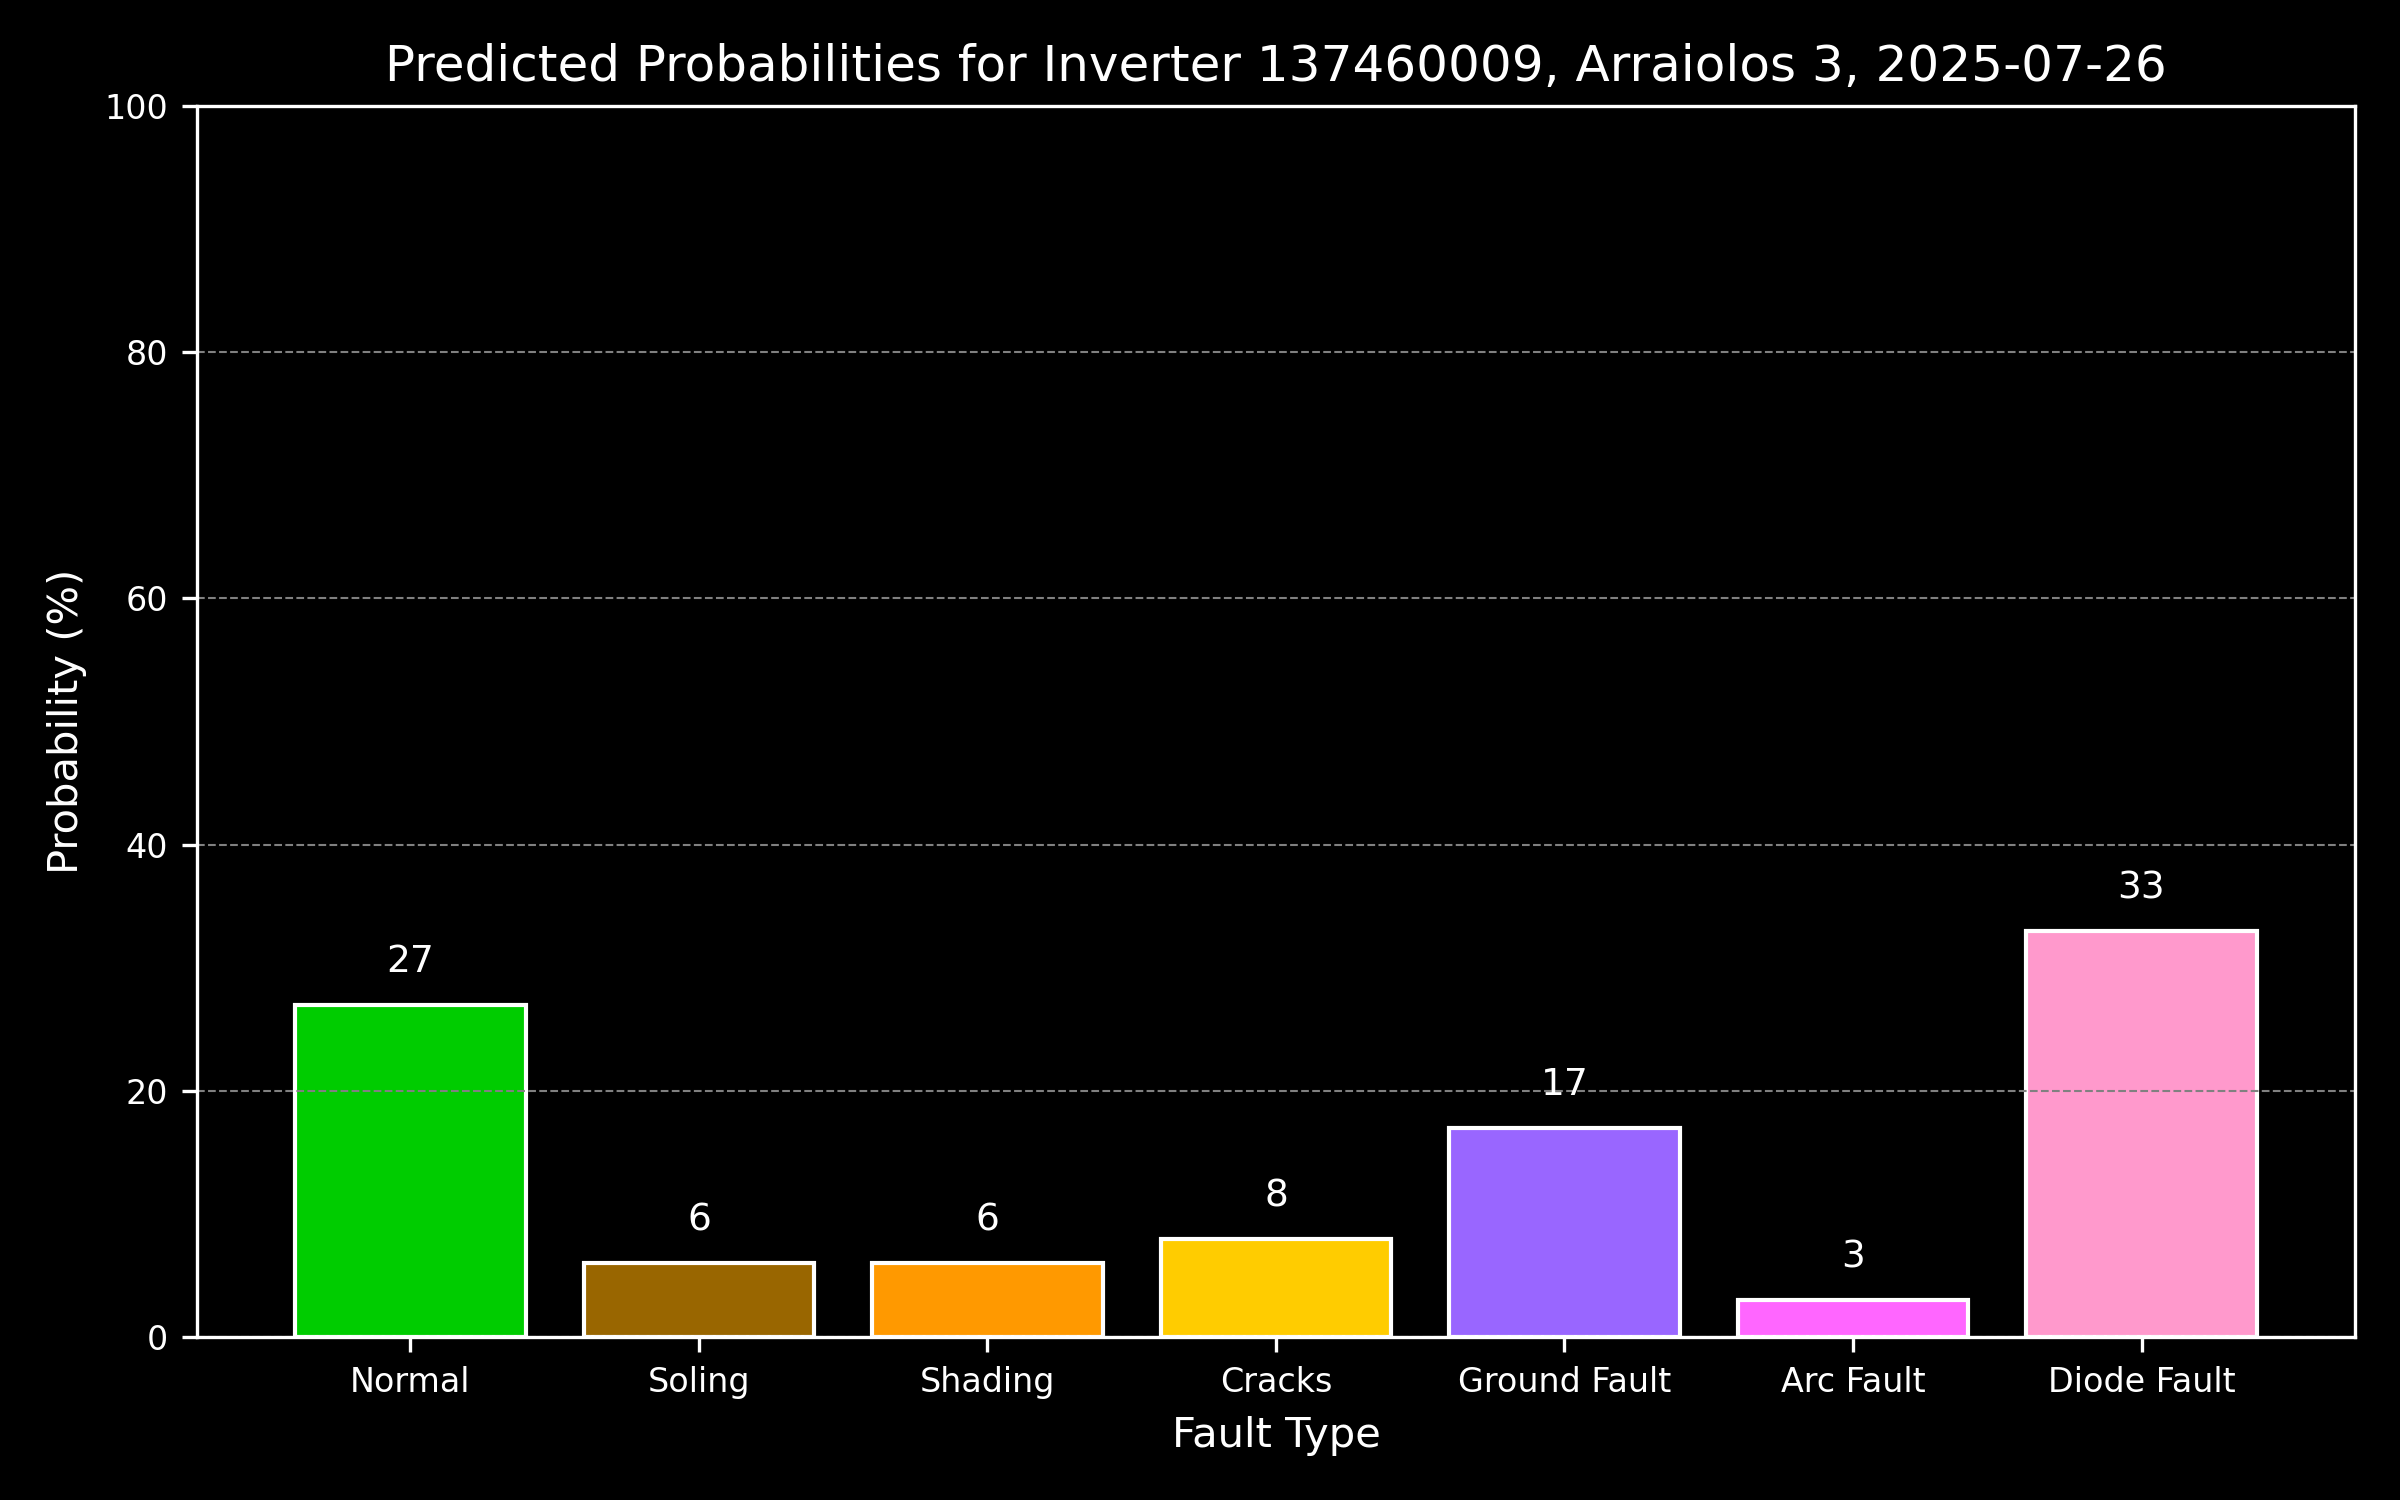 Predicted Probabilities for Inverter 137460009, Arraiolos 3, 2025-07-26
100
80
60
40
20
0
Probability (%)
27
6
6
8
17
3
33
Normal
Soling
Shading
Cracks
Ground Fault
Arc Fault
Diode Fault
Fault Type